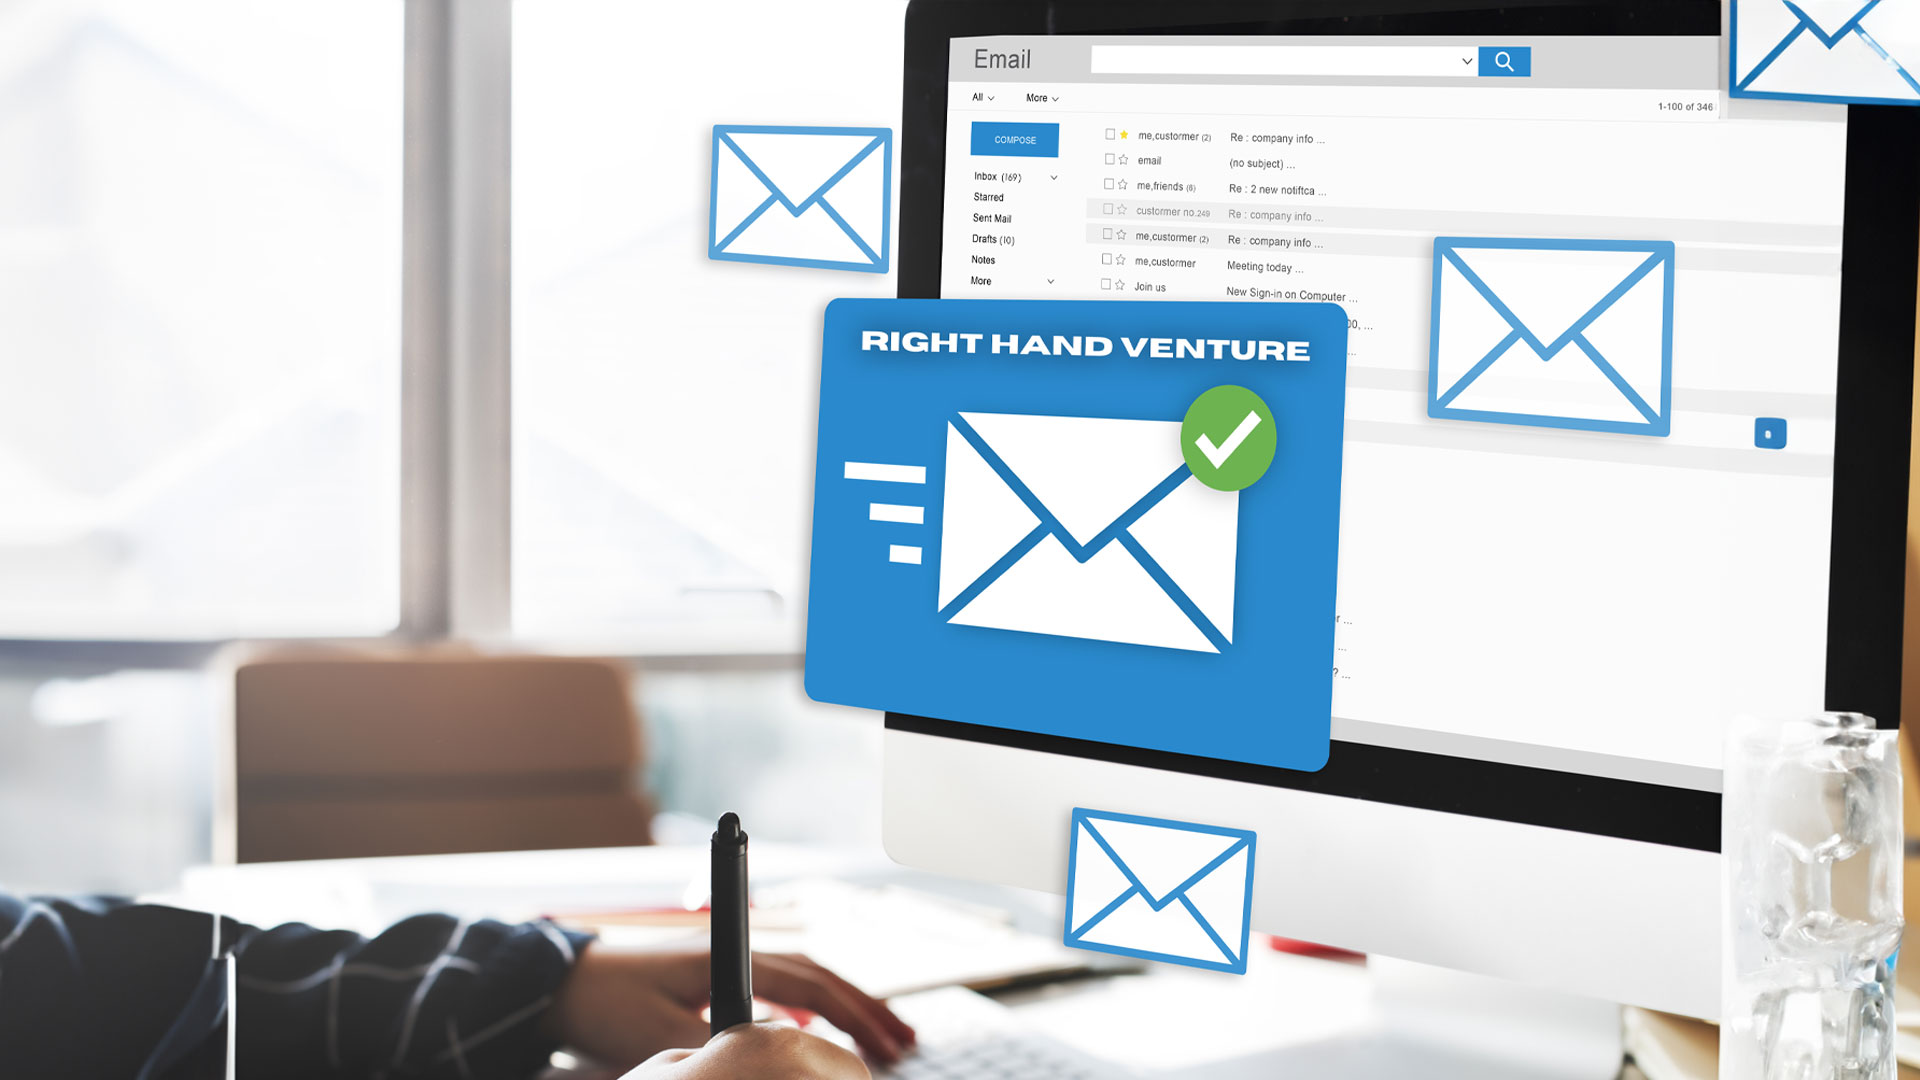 Email
All
More
1-100 of 346
COMPOSE
me,custormer (2) Re : company info ...
email (no subject) ...
Inbox (169)
me,friends (8) Re : 2 new notiftca ...
Starred
custormer no.249 Re : company info ...
Sent Mail
me,custormer (2) Re : company info ...
Drafts (10)
me,custormer Meeting today ...
Notes
More
Join us New Sign-in on Computer ...
RIGHT HAND VENTURE